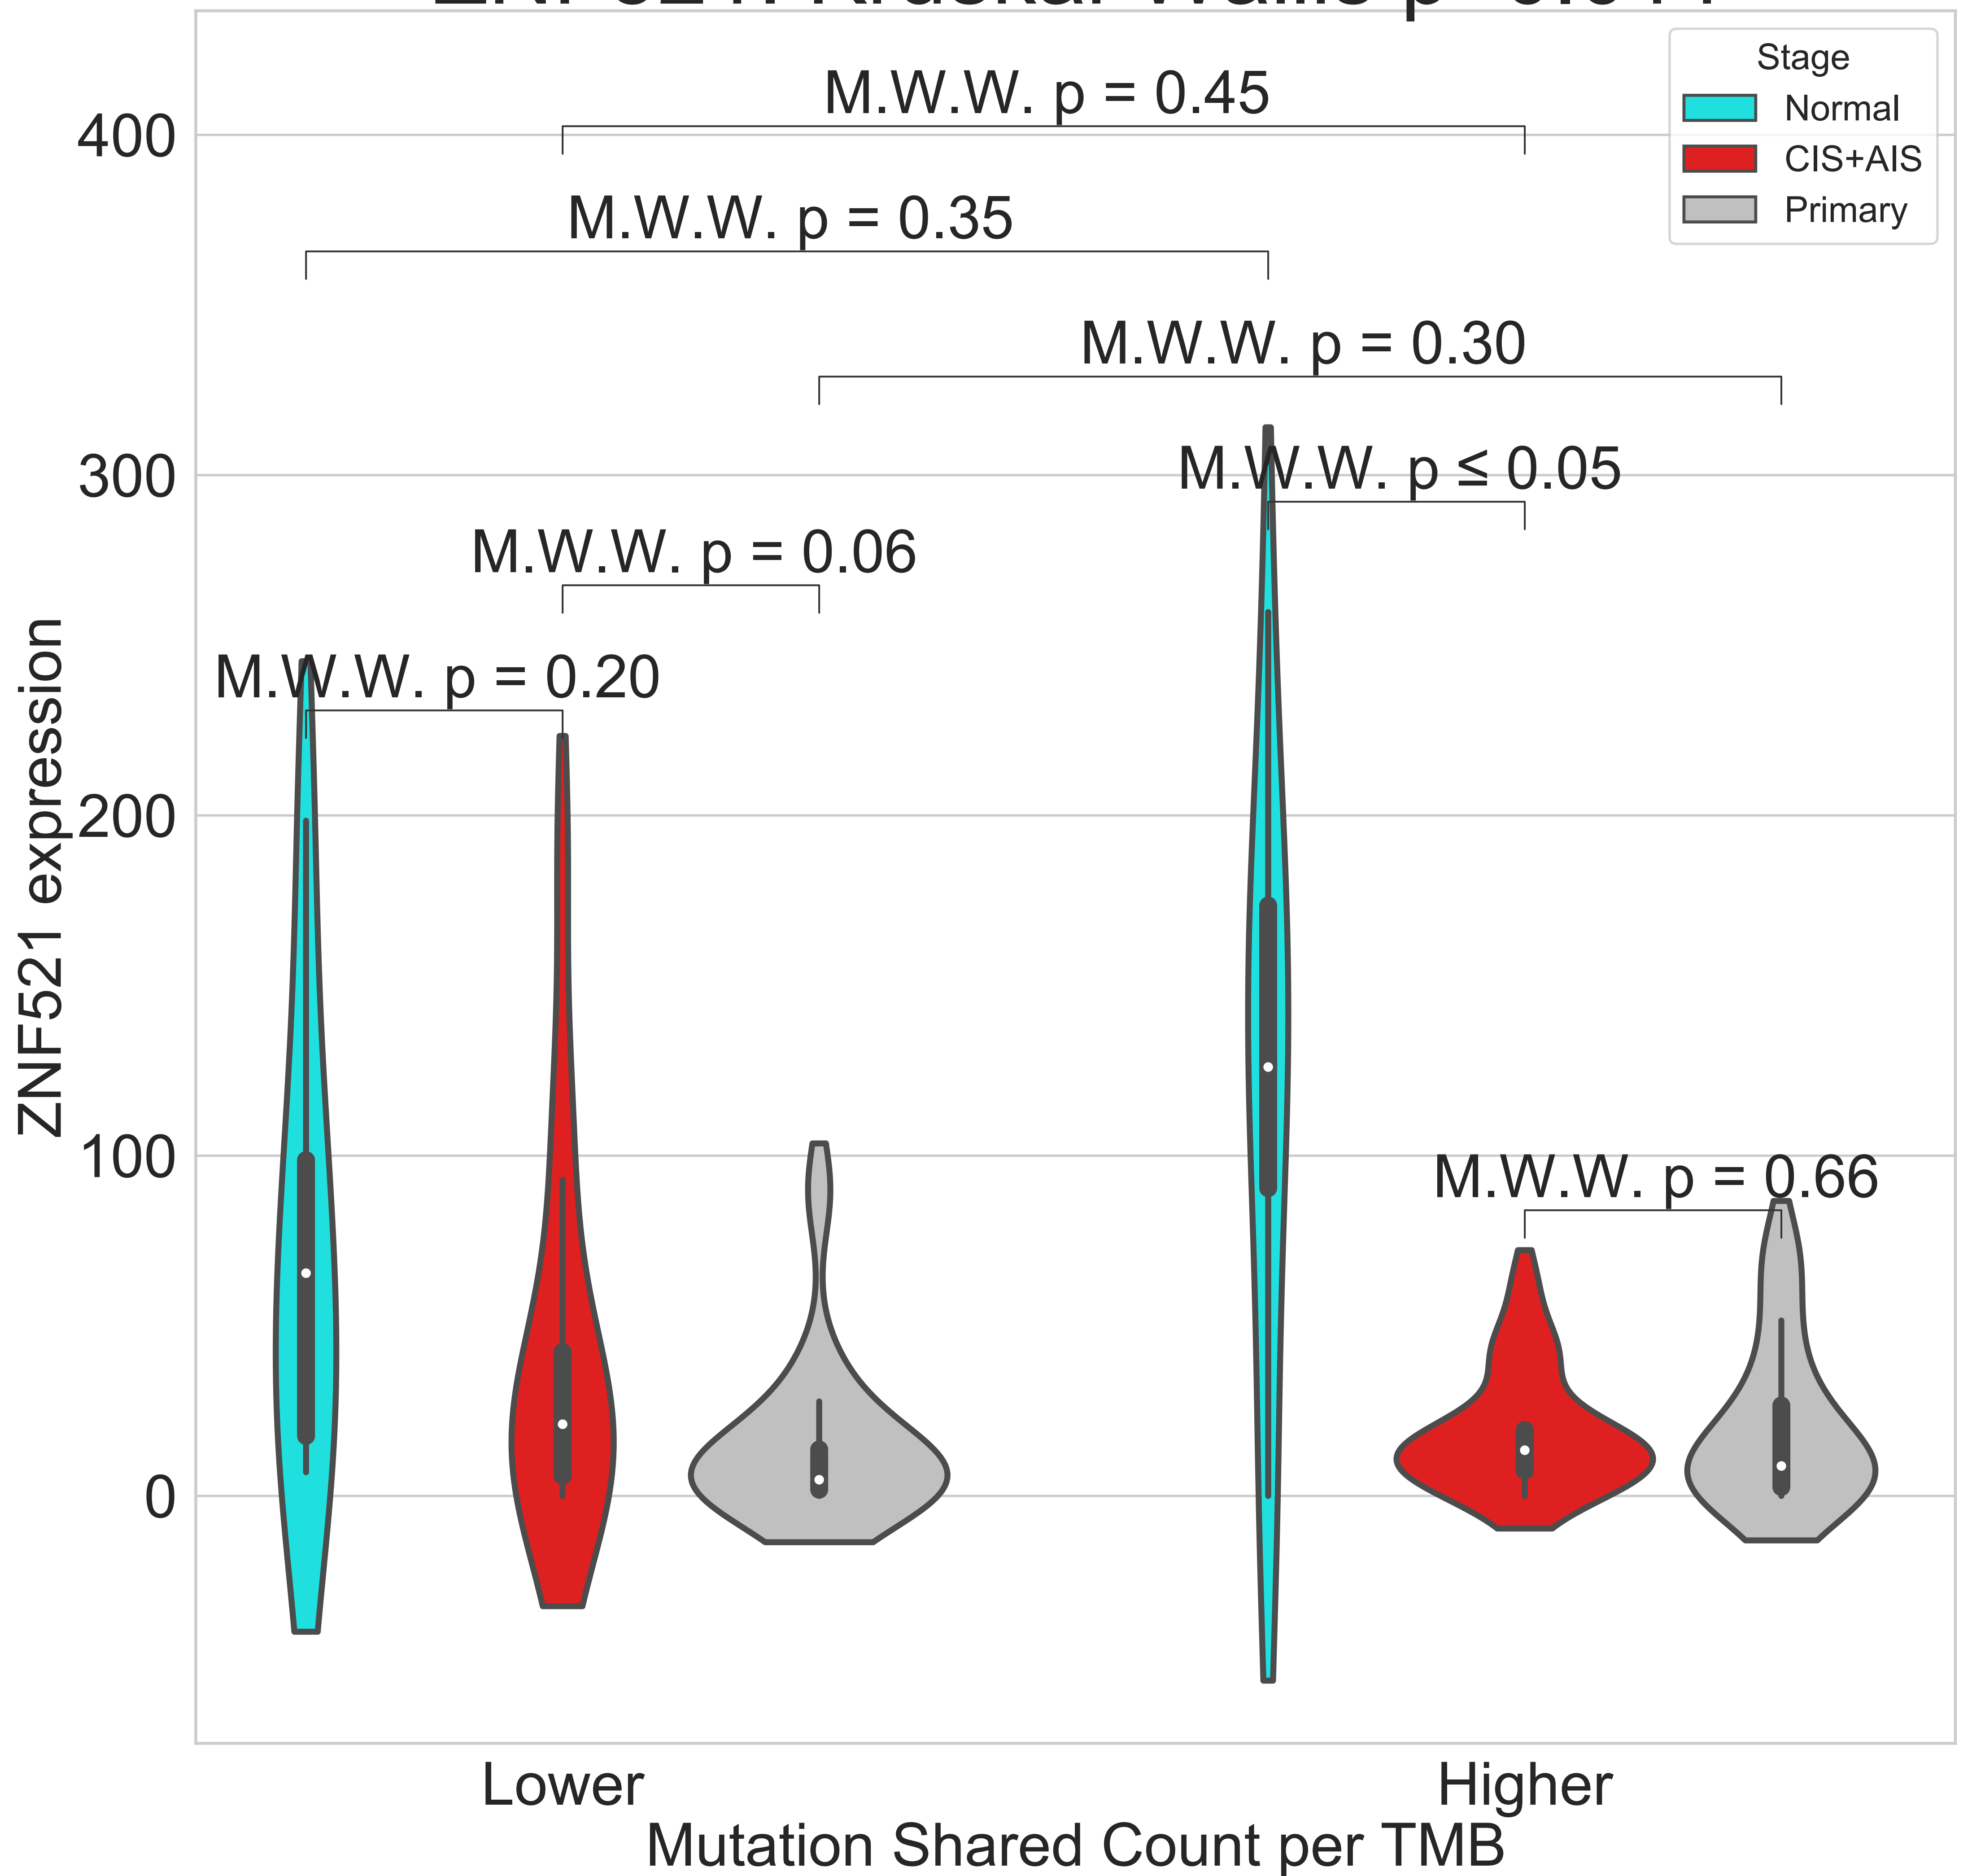 Stage
Normal
CIS+AIS
Primary
M.W.W. p = 0.45
400
M.W.W. p = 0.35
M.W.W. p = 0.30
M.W.W. p ≤ 0.05
300
M.W.W. p = 0.06
M.W.W. p = 0.20
ZNF521 expression
200
100
M.W.W. p = 0.66
0
Lower
Higher
Mutation Shared Count per TMB